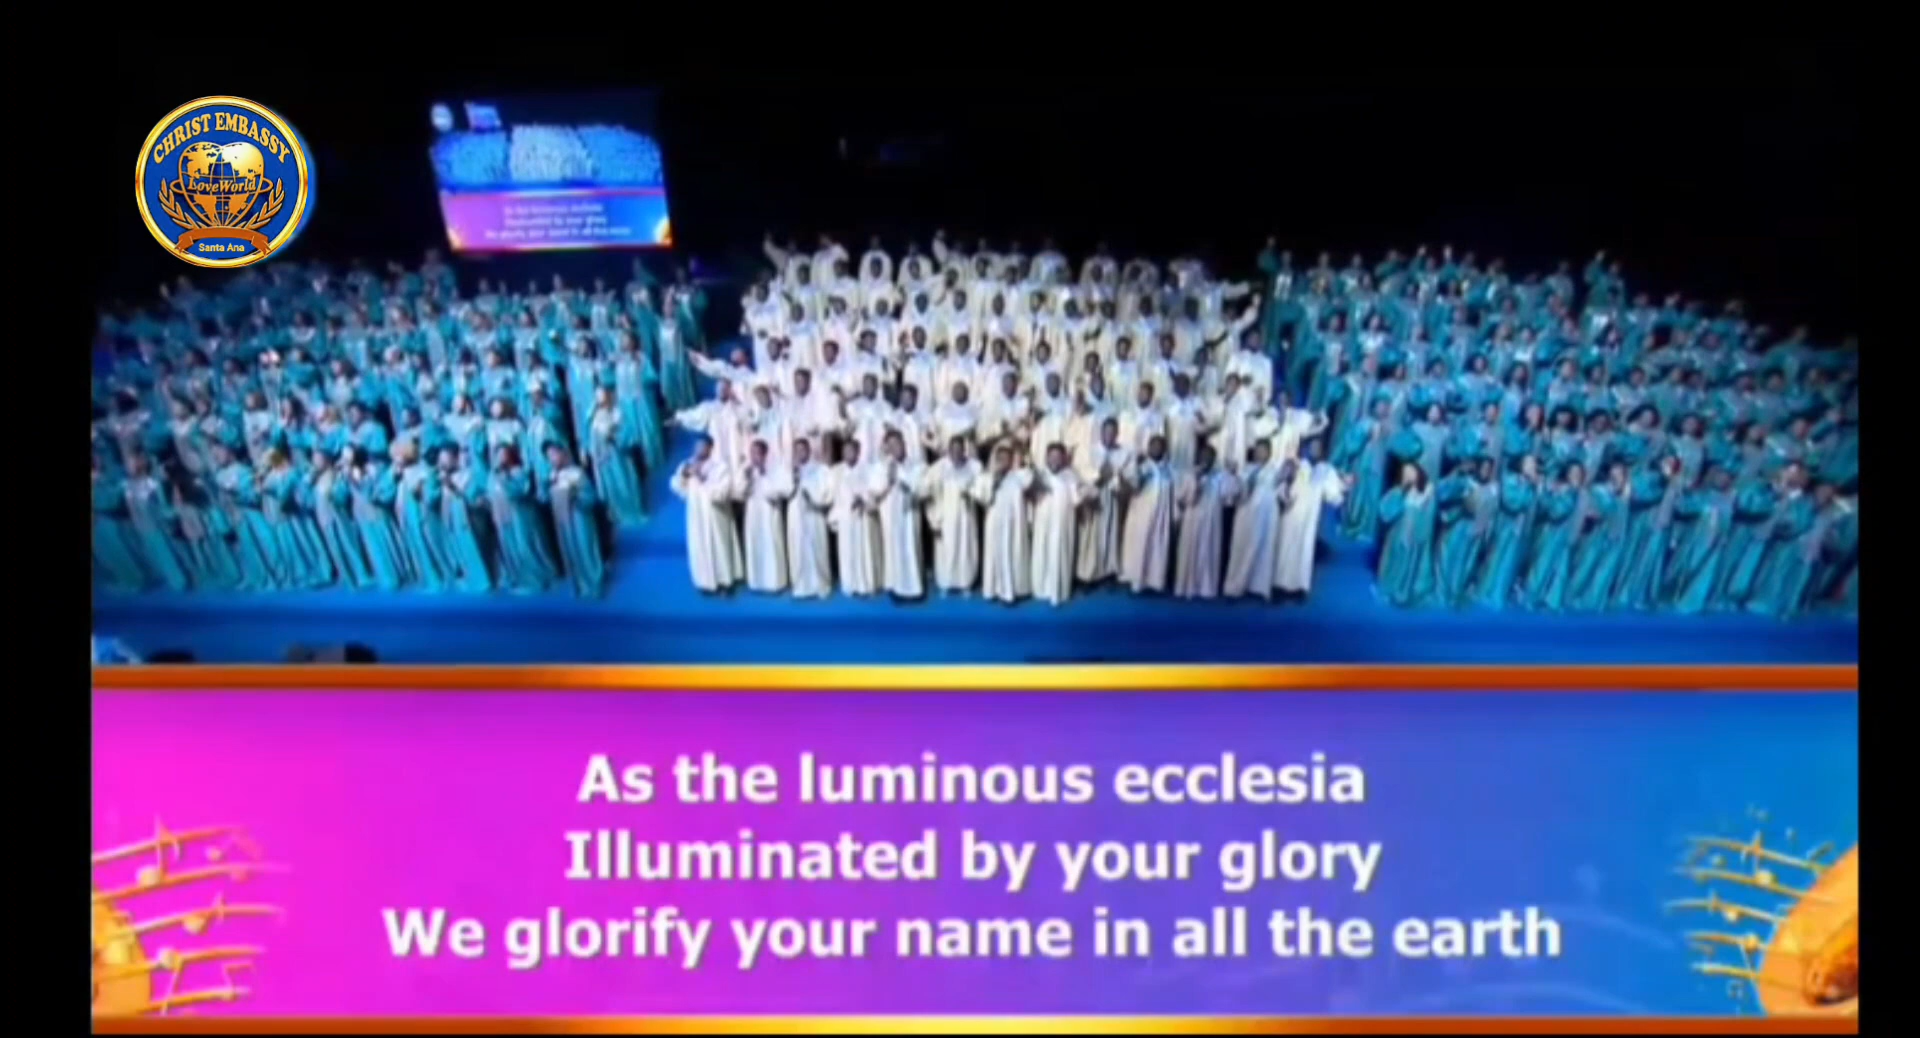 CHRIST EMBASSY
LoveWorld
Santa Ana
As the luminous ecclesia
Illuminated by your glory
We glorify your name in all the earth